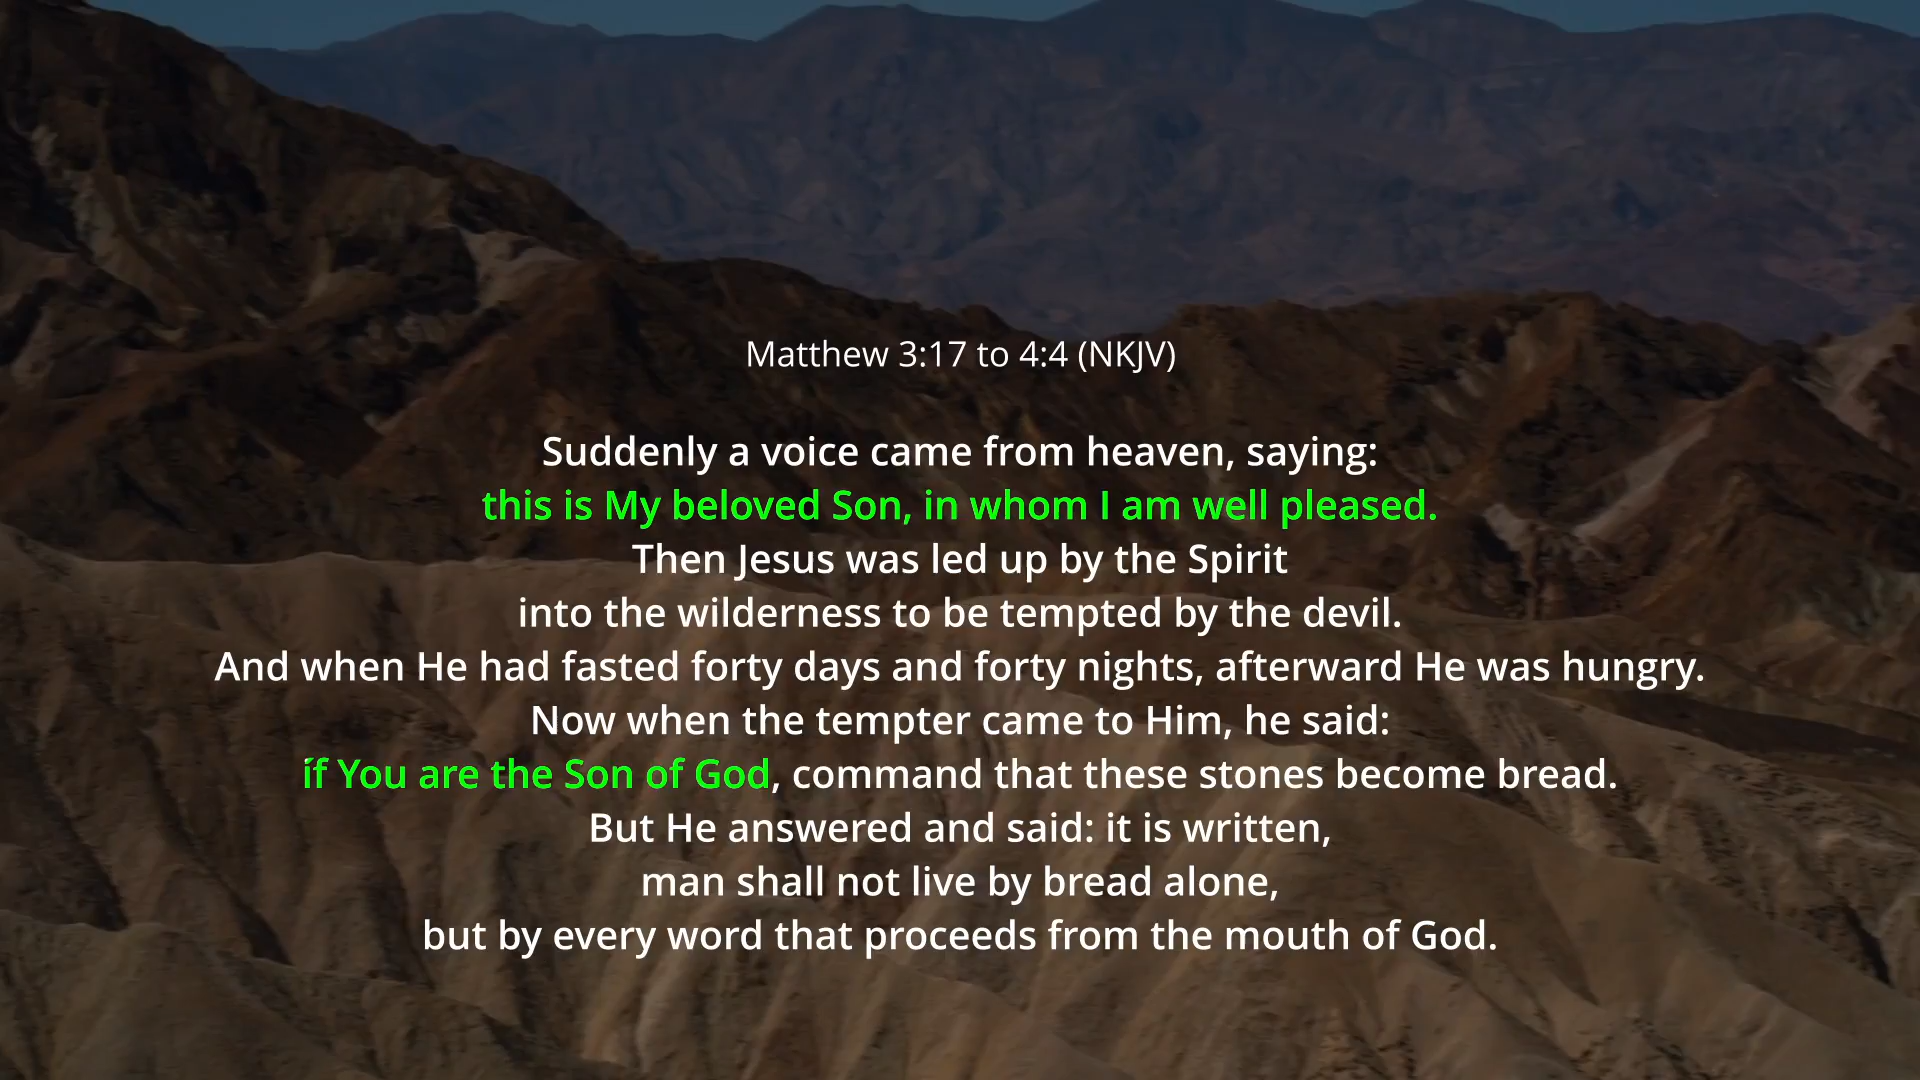 Matthew 3:17 to 4:4 (NKJV)
Suddenly a voice came from heaven, saying:
this is My beloved Son, in whom I am well pleased.
Then Jesus was led up by the Spirit
into the wilderness to be tempted by the devil.
And when He had fasted forty days and forty nights, afterward He was hungry.
Now when the tempter came to Him, he said:
if You are the Son of God, command that these stones become bread.
But He answered and said: it is written,
man shall not live by bread alone,
but by every word that proceeds from the mouth of God.